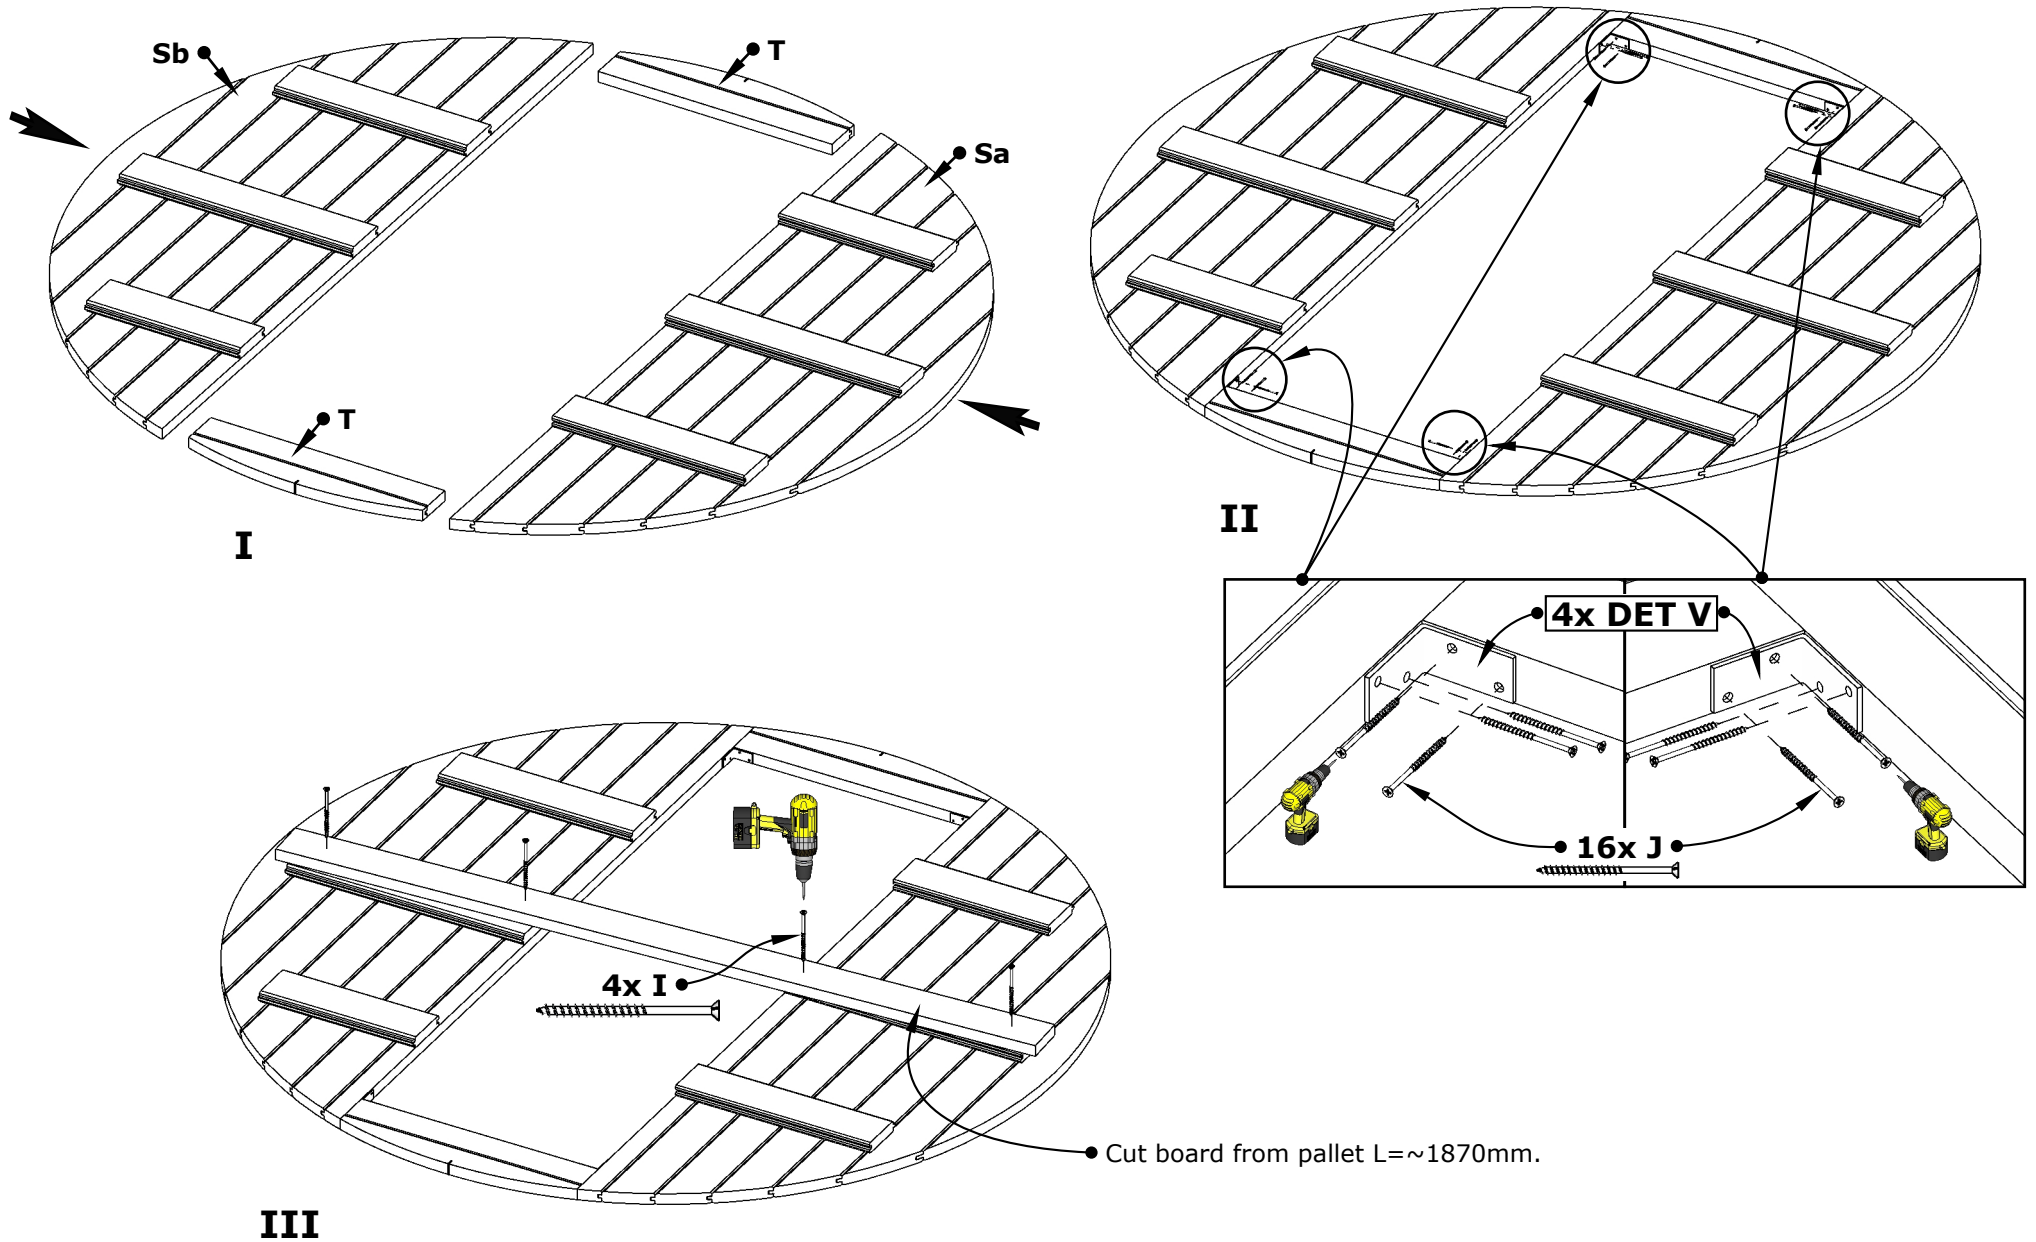 Sb
T
Sa
T
I
II
4x DET V
16x J
4x I
Cut board from pallet L=~1870mm.
III